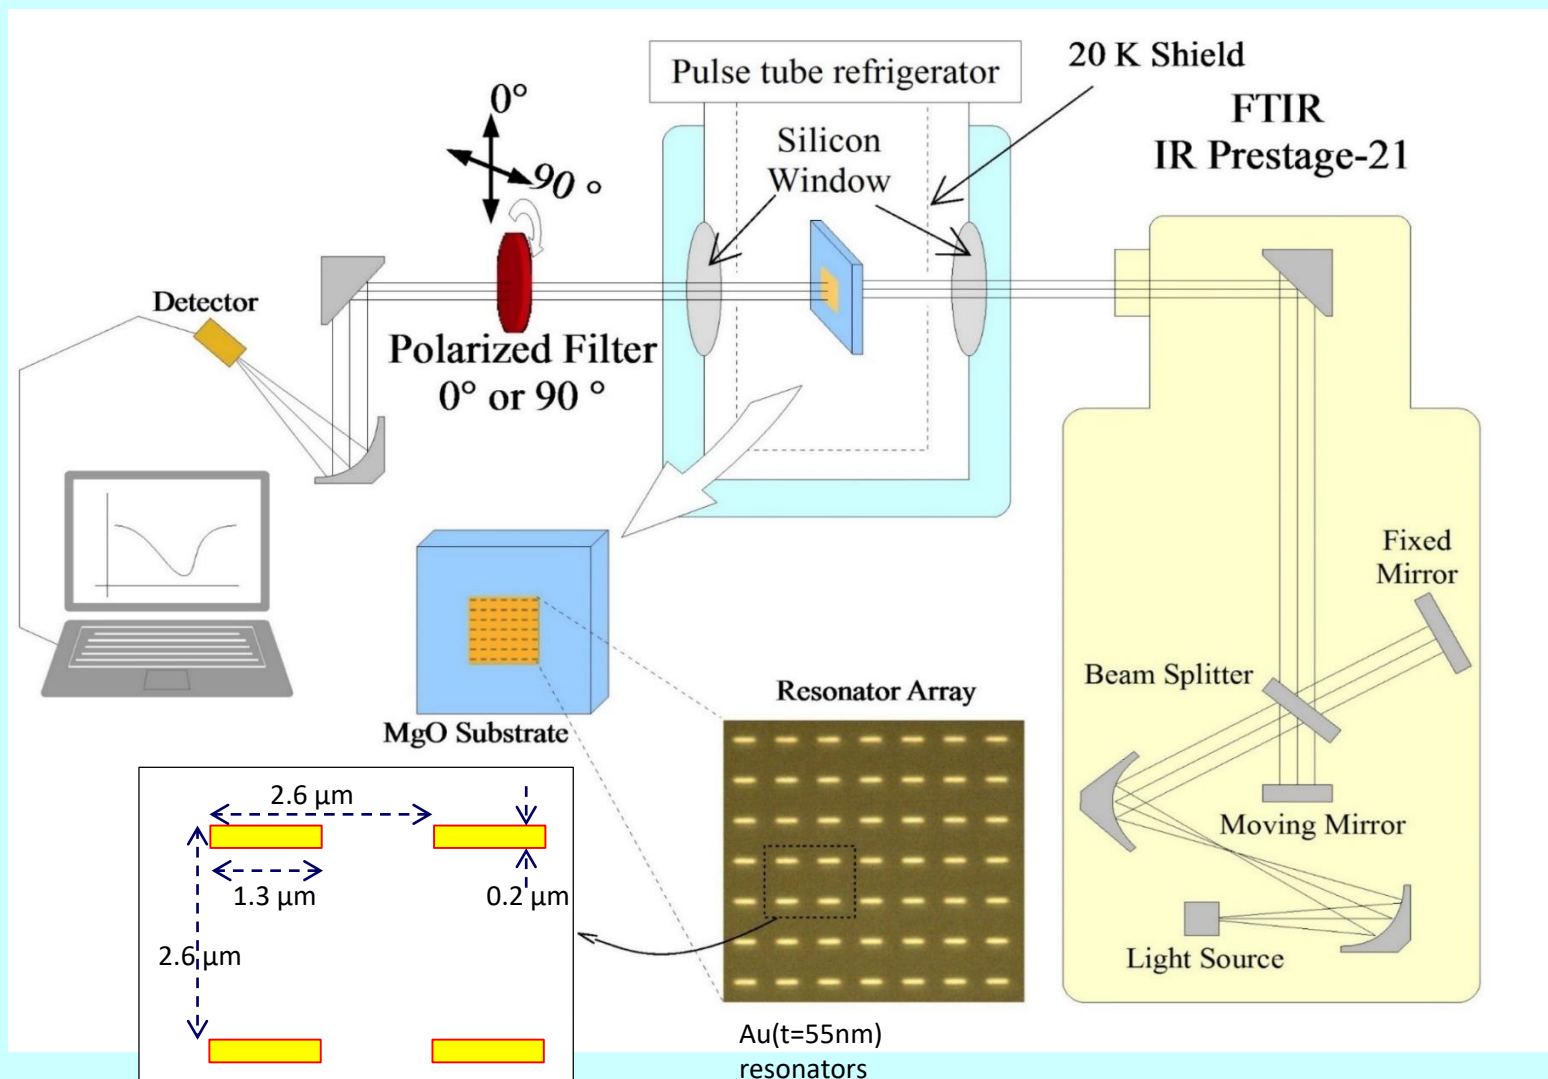 Pulse tube refrigerator
20 K Shield
FTIR
IR Prestage-21
0°
90 °
Silicon
Window
Detector
Polarized Filter
0° or 90 °
Fixed
Mirror
Beam Splitter
Resonator Array
MgO Substrate
2.6 µm
1.3 µm
0.2 µm
2.6 µm
Moving Mirror
Light Source
Au(t=55nm)
resonators